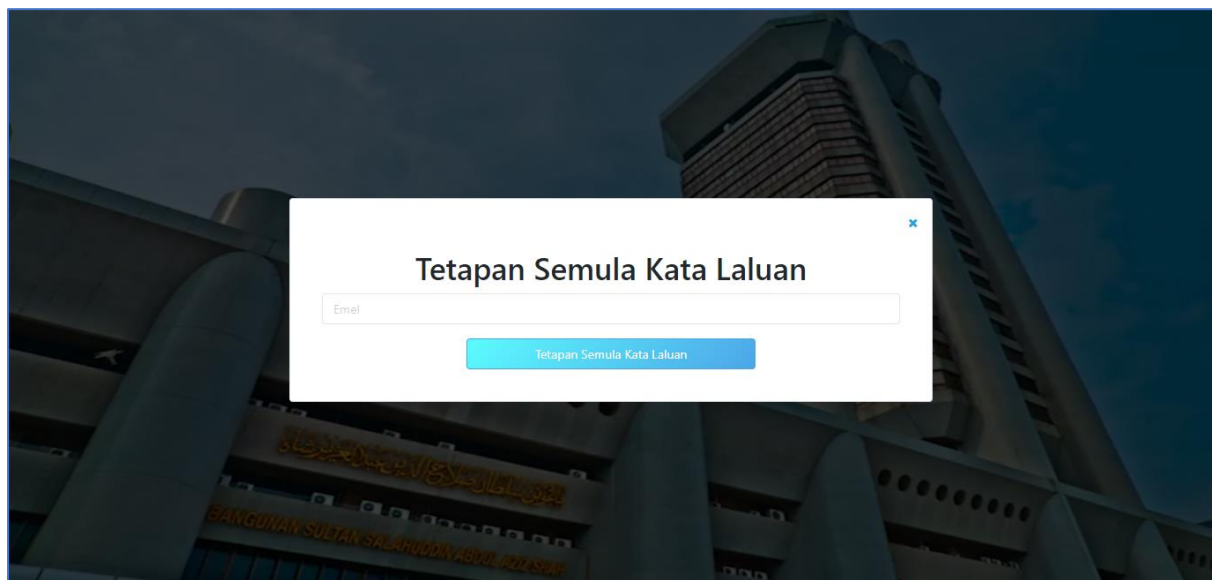 Tetapan Semula Kata Laluan
Emel
Tetapan Semula Kata Laluan
BANGUNAN SULTAN SALAHUDDIN ABDUL AZIZ SHAH